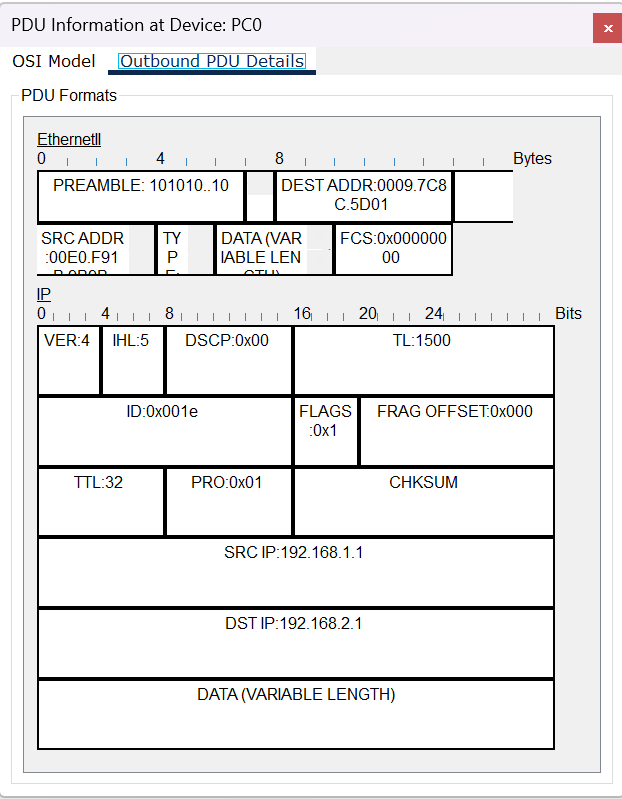 PDU Information at Device: PC0
x
OSI Model Outbound PDU Details
PDU Formats
EthernetII
0 4 8 Bytes
PREAMBLE: 101010..10
DEST ADDR:0009.7C8
C.5D01
SRC ADDR
:00E0.F91
TY
P
DATA (VAR
IABLE LEN
GTH)
FCS:0x000000
00
IP
0 4 8 16 20 24 Bits
VER:4 IHL:5 DSCP:0x00 TL:1500
ID:0x001e FLAGS
:0x1
FRAG OFFSET:0x000
TTL:32 PRO:0x01 CHKSUM
SRC IP:192.168.1.1
DST IP:192.168.2.1
DATA (VARIABLE LENGTH)